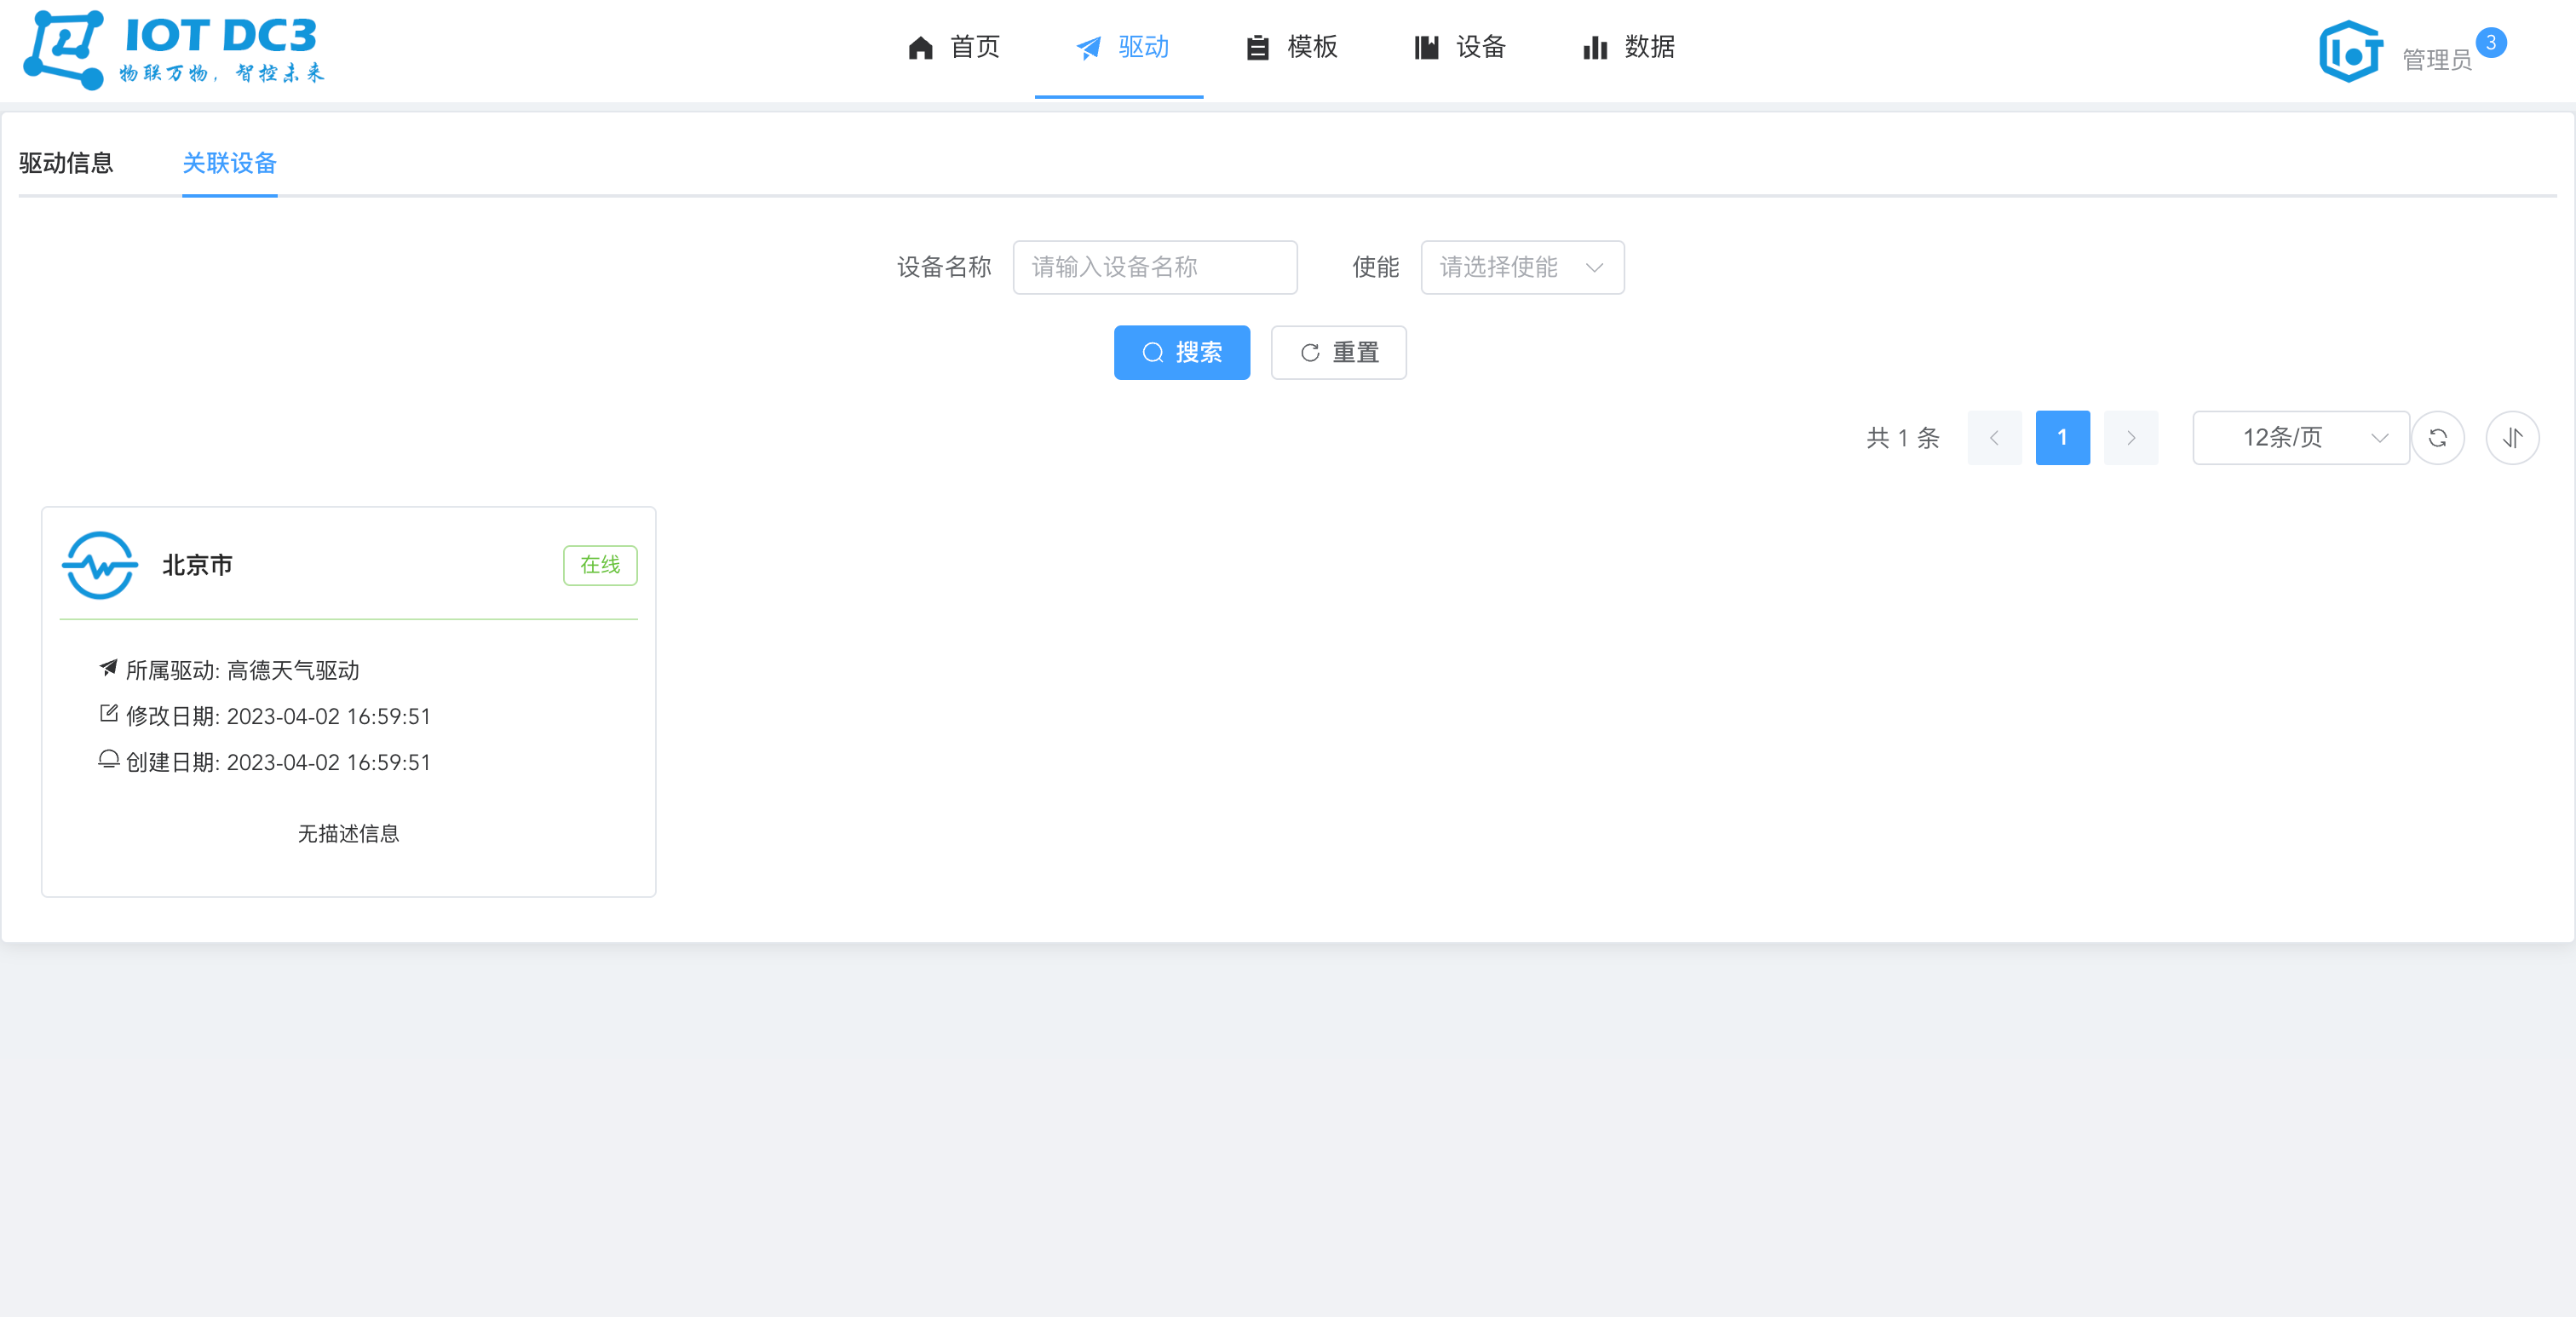 IOT DC3
物联万物，智控未来
首页
驱动
模板
设备
数据
IoT
管理员
3
驱动信息
关联设备
设备名称
请输入设备名称
使能
请选择使能
搜索
重置
共 1 条
1
12条/页
北京市
在线
所属驱动: 高德天气驱动
修改日期: 2023-04-02 16:59:51
创建日期: 2023-04-02 16:59:51
无描述信息